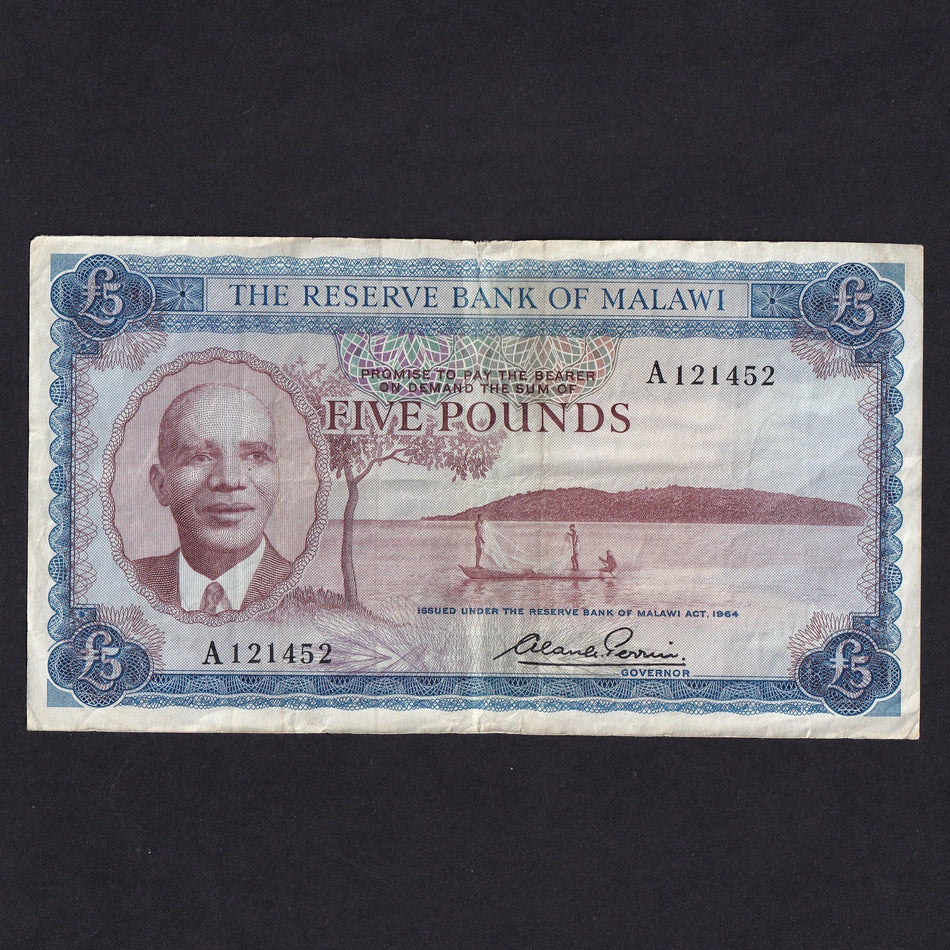 £5 £5
THE RESERVE BANK OF MALAWI
PROMISE TO PAY THE BEARER
ON DEMAND THE SUM OF
A 121452
FIVE POUNDS
ISSUED UNDER THE RESERVE BANK OF MALAWI ACT, 1964
A 121452
GOVERNOR
£5 £5